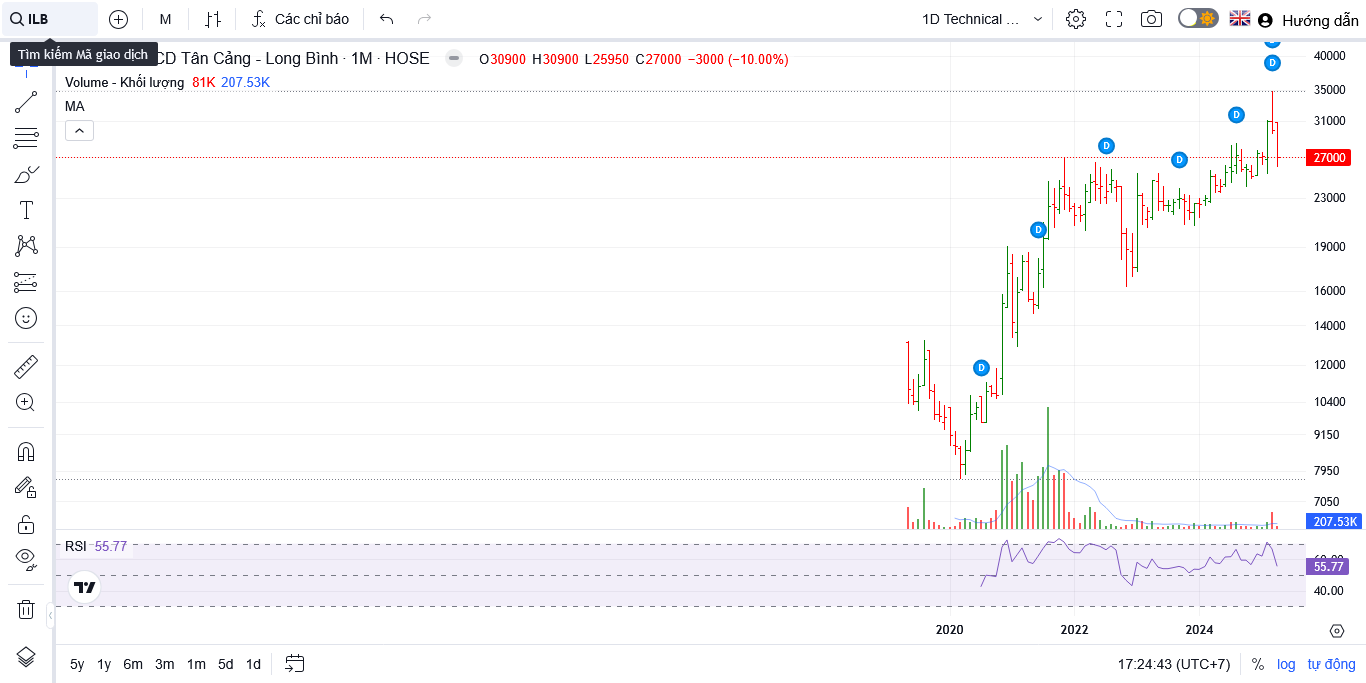 ILB
M
Các chỉ báo
1D Technical ...
Hướng dẫn
Tìm kiếm Mã giao dịch
CD Tân Cảng - Long Bình · 1M · HOSE
O30900 H30900 L25950 C27000 −3000 (−10.00%)
Volume - Khối lượng 81K 207.53K
MA
D
D
D
D
D
D
D
40000
35000
31000
27000
23000
19000
16000
14000
12000
10400
9150
7950
7050
207.53K
RSI 55.77
60.00
55.77
40.00
2020
2022
2024
5y 1y 6m 3m 1m 5d 1d
17:24:43 (UTC+7)
% log tự động